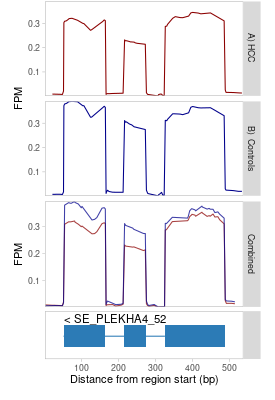 0.3
0.2
0.1
A) HCC
FPM
0.3
0.2
0.1
B) Controls
0.3
0.2
0.1
Combined
FPM
< SE_PLEKHA4_52
0 100 200 300 400 500
Distance from region start (bp)